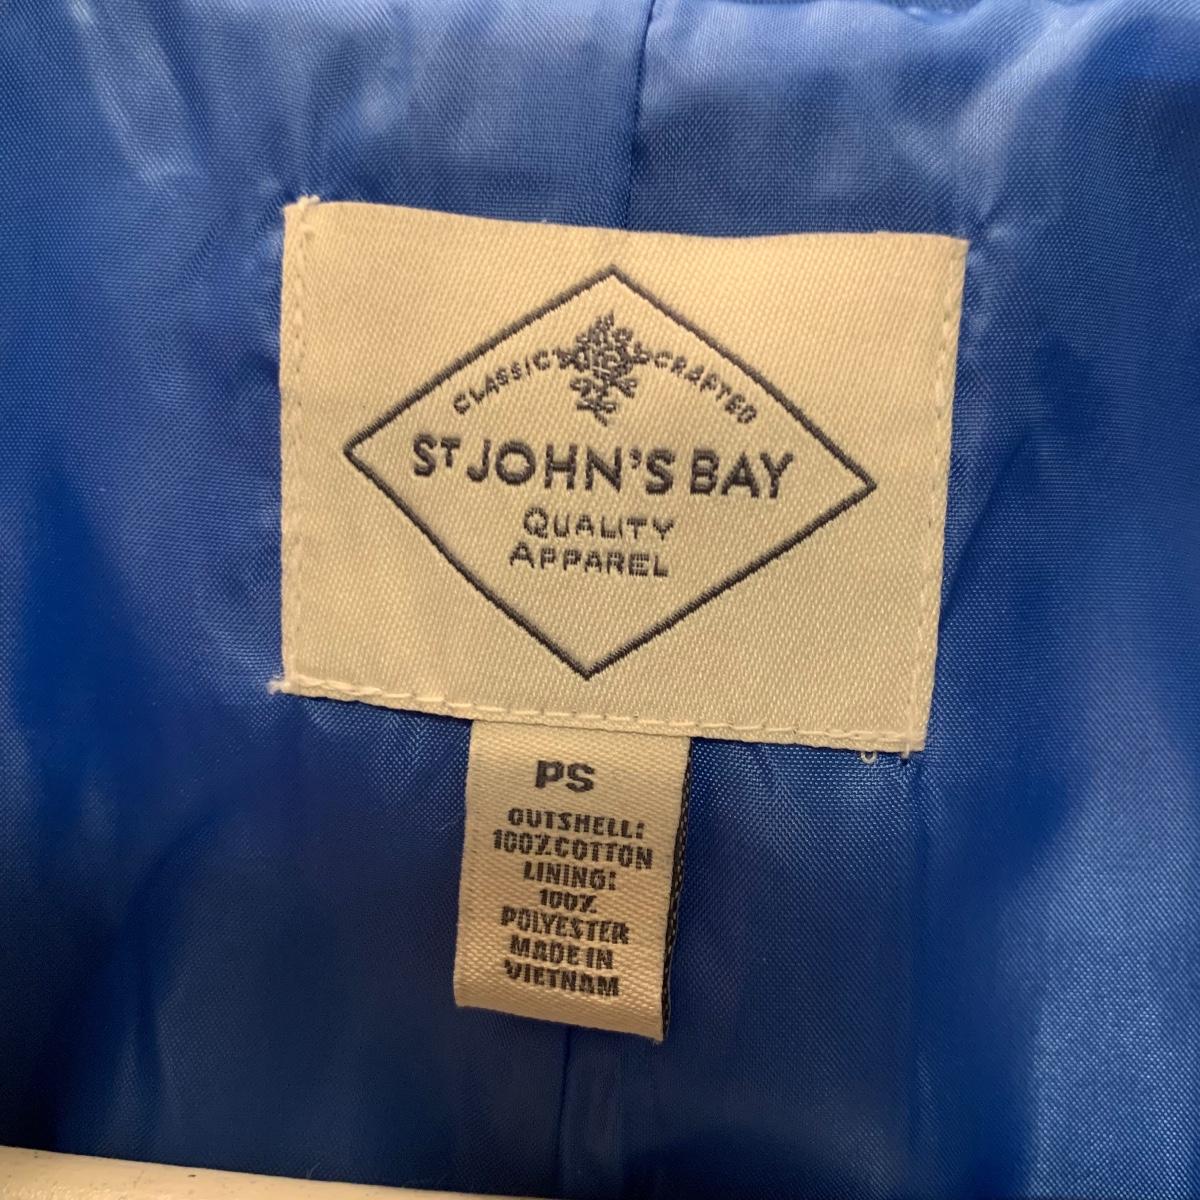 CLASSIC CRAFTED
ST JOHN'S BAY
QUALITY
APPAREL
PS
OUTSHELL:
100%COTTON
LINING:
100%
POLYESTER
MADE IN
VIETNAM